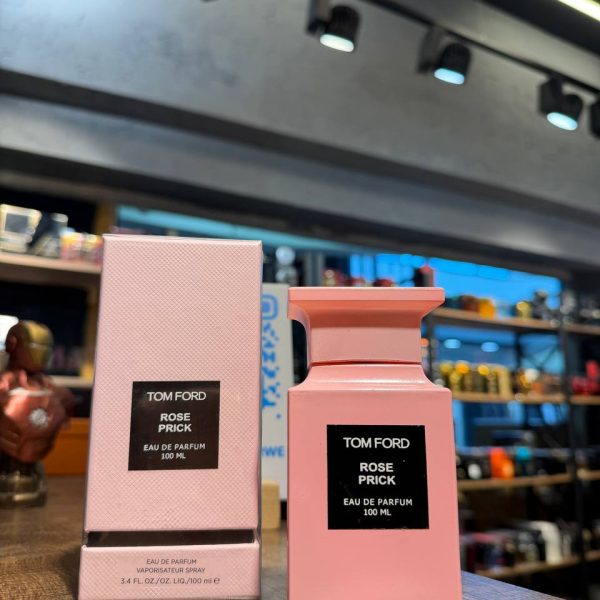 TOM FORD
ROSE
PRICK
EAU DE PARFUM
100 ML
EAU DE PARFUM
VAPORISATEUR SPRAY
3.4 FL. OZ./OZ. LIQ./100 ml e
TOM FORD
ROSE
PRICK
EAU DE PARFUM
100 ML